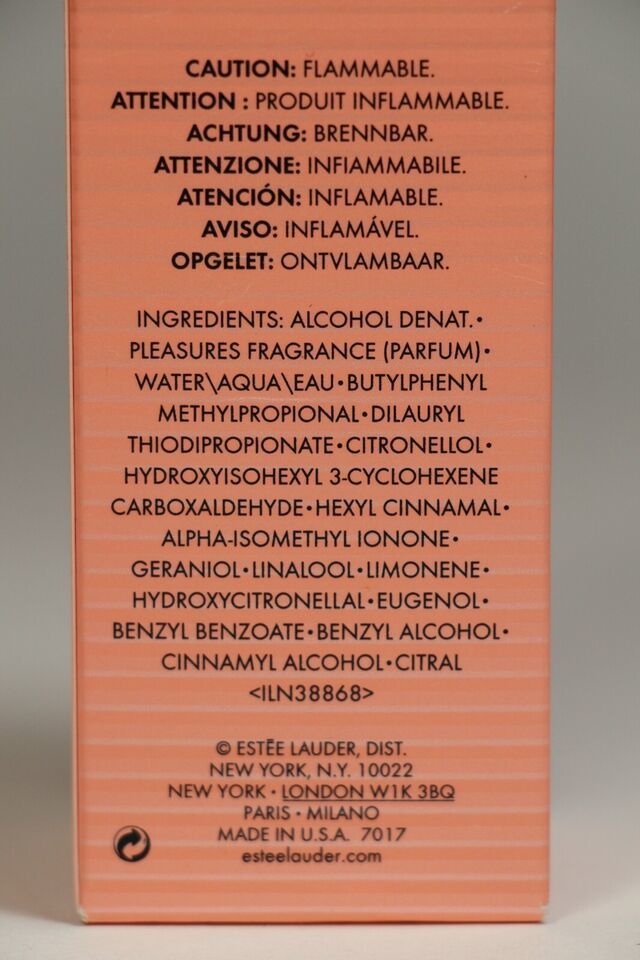 CAUTION: FLAMMABLE.
ATTENTION : PRODUIT INFLAMMABLE.
ACHTUNG: BRENNBAR.
ATTENZIONE: INFIAMMABILE.
ATENCIÓN: INFLAMABLE.
AVISO: INFLAMÁVEL.
OPGELET: ONTVLAMBAAR.
INGREDIENTS: ALCOHOL DENAT.•
PLEASURES FRAGRANCE (PARFUM)•
WATER\AQUA\EAU•BUTYLPHENYL
METHYLPROPIONAL•DILAURYL
THIODIPROPIONATE•CITRONELLOL•
HYDROXYISOHEXYL 3-CYCLOHEXENE
CARBOXALDEHYDE•HEXYL CINNAMAL•
ALPHA-ISOMETHYL IONONE•
GERANIOL•LINALOOL•LIMONENE•
HYDROXYCITRONELLAL•EUGENOL•
BENZYL BENZOATE•BENZYL ALCOHOL•
CINNAMYL ALCOHOL•CITRAL
<ILN38868>
© ESTĒE LAUDER, DIST.
NEW YORK, N.Y. 10022
NEW YORK • LONDON W1K 3BQ
PARIS • MILANO
MADE IN U.S.A. 7017
esteelauder.com